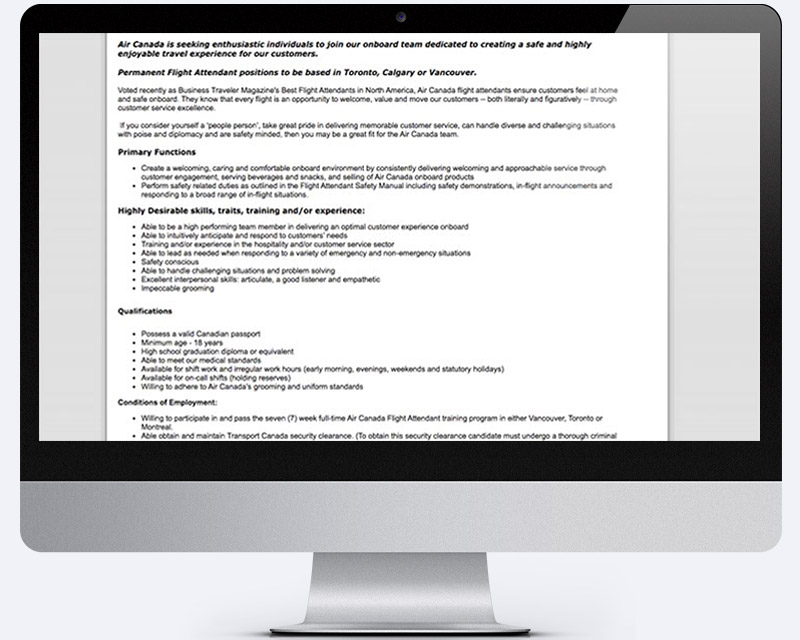 Air Canada is seeking enthusiastic individuals to join our onboard team dedicated to creating a safe and highly
enjoyable travel experience for our customers.
Permanent Flight Attendant positions to be based in Toronto, Calgary or Vancouver.
Voted recently as Business Traveler Magazine's Best Flight Attendants in North America, Air Canada flight attendants ensure customers feel at home
and safe onboard. They know that every flight is an opportunity to welcome, value and move our customers -- both literally and figuratively -- through
customer service excellence.
If you consider yourself a 'people person', take great pride in delivering memorable customer service, can handle diverse and challenging situations
with poise and diplomacy and are safety minded, then you may be a great fit for the Air Canada team.
Primary Functions
• Create a welcoming, caring and comfortable onboard environment by consistently delivering welcoming and approachable service through
customer engagement, serving beverages and snacks, and selling of Air Canada onboard products
• Perform safety related duties as outlined in the Flight Attendant Safety Manual including safety demonstrations, in-flight announcements and
responding to a broad range of in-flight situations.
Highly Desirable skills, traits, training and/or experience:
• Able to be a high performing team member in delivering an optimal customer experience onboard
• Able to intuitively anticipate and respond to customers' needs
• Training and/or experience in the hospitality and/or customer service sector
• Able to lead as needed when responding to a variety of emergency and non-emergency situations
• Safety conscious
• Able to handle challenging situations and problem solving
• Excellent interpersonal skills: articulate, a good listener and empathetic
• Impeccable grooming
Qualifications
• Possess a valid Canadian passport
• Minimum age - 18 years
• High school graduation diploma or equivalent
• Able to meet our medical standards
• Available for shift work and irregular work hours (early morning, evenings, weekends and statutory holidays)
• Available for on-call shifts (holding reserves)
• Willing to adhere to Air Canada's grooming and uniform standards
Conditions of Employment:
• Willing to participate in and pass the seven (7) week full-time Air Canada Flight Attendant training program in either Vancouver, Toronto or
Montreal.
• Able obtain and maintain Transport Canada security clearance. (To obtain this security clearance candidate must undergo a thorough criminal